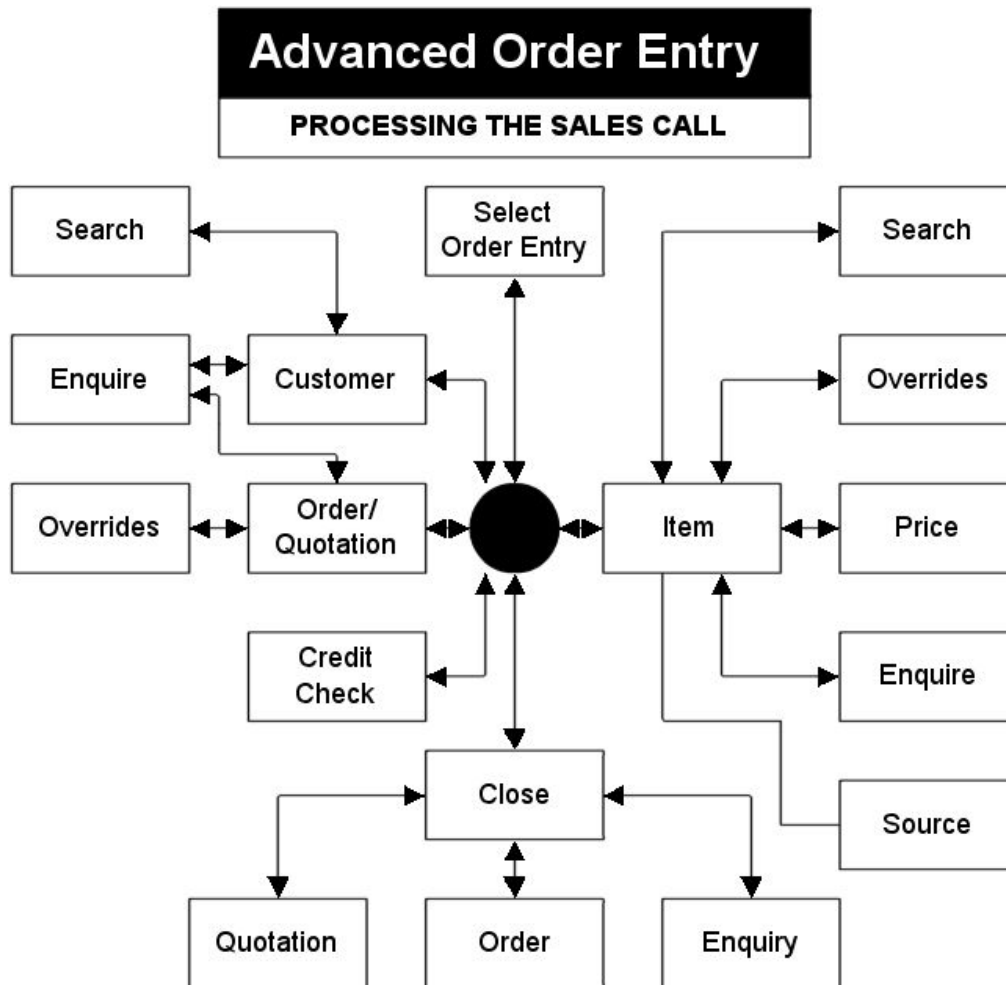 Advanced Order Entry
PROCESSING THE SALES CALL
Search
Select
Order Entry
Search
Enquire
Customer
Overrides
Overrides
Order/
Quotation
Item
Price
Credit
Check
Enquire
Close
Source
Quotation
Order
Enquiry